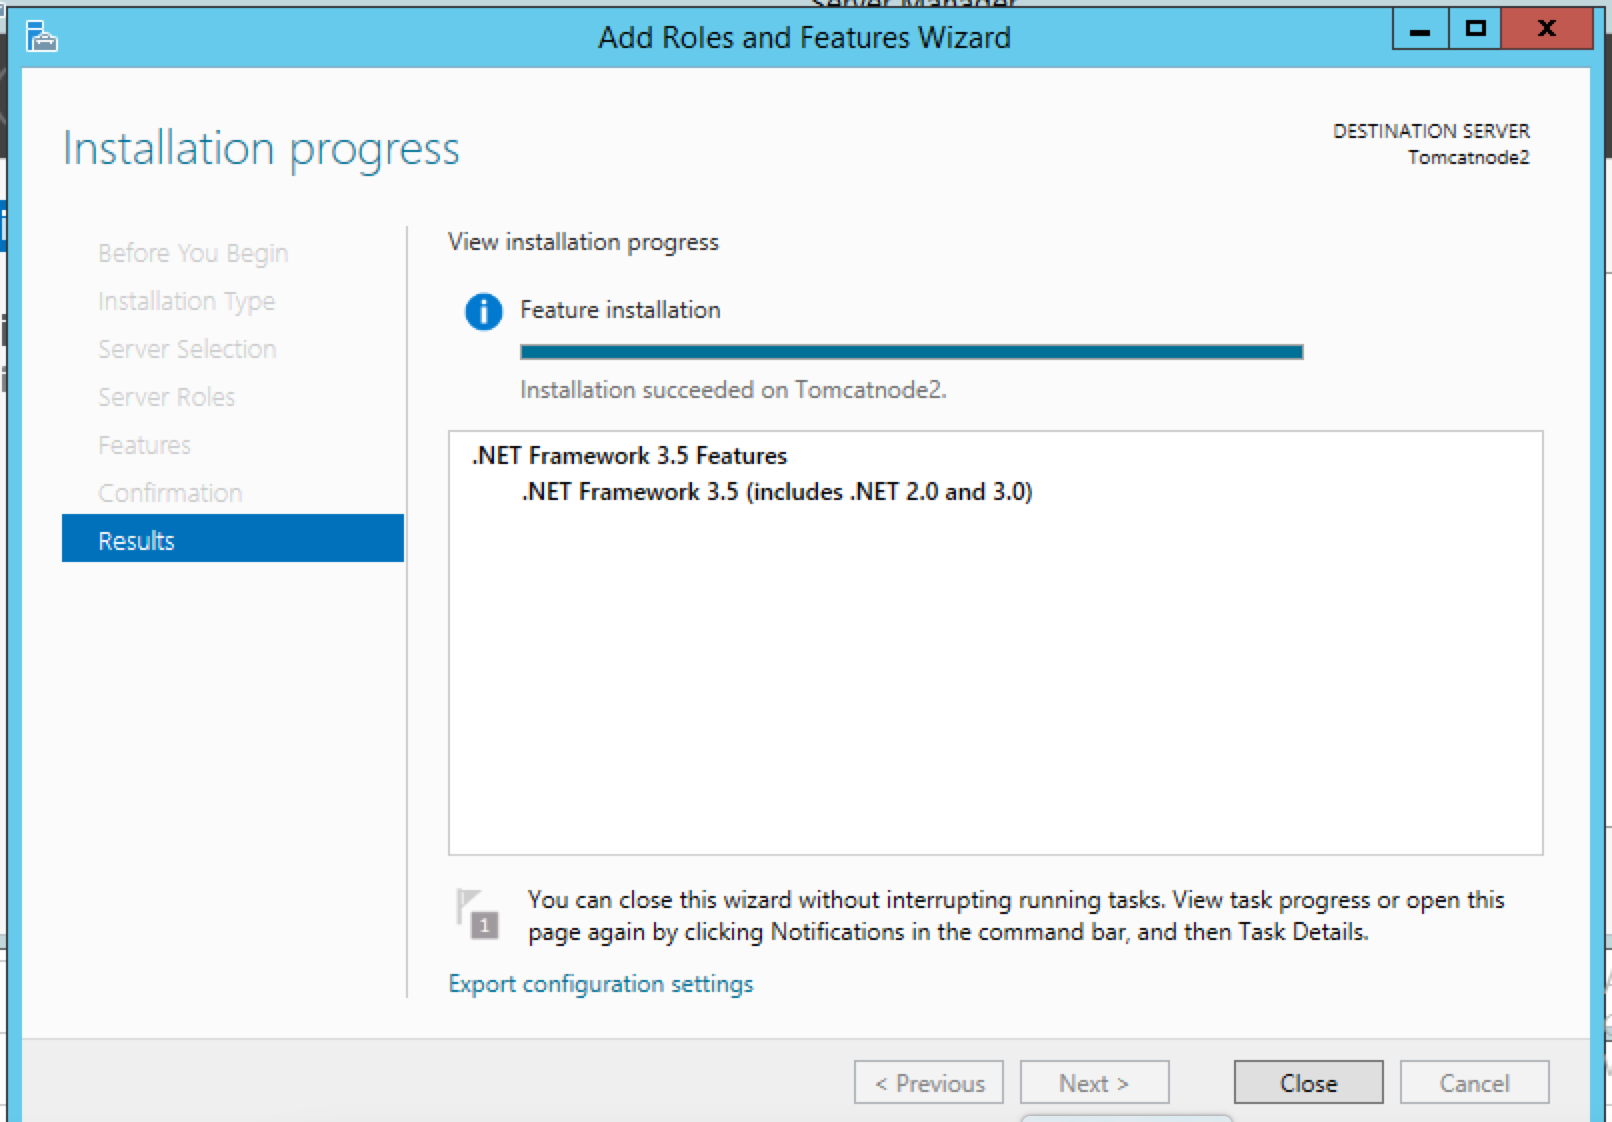 Server Manager
Add Roles and Features Wizard
Installation progress
DESTINATION SERVER
Tomcatnode2
Before You Begin
Installation Type
Server Selection
Server Roles
Features
Confirmation
Results
View installation progress
Feature installation
Installation succeeded on Tomcatnode2.
.NET Framework 3.5 Features
.NET Framework 3.5 (includes .NET 2.0 and 3.0)
1
You can close this wizard without interrupting running tasks. View task progress or open this
page again by clicking Notifications in the command bar, and then Task Details.
Export configuration settings
< Previous
Next >
Close
Cancel